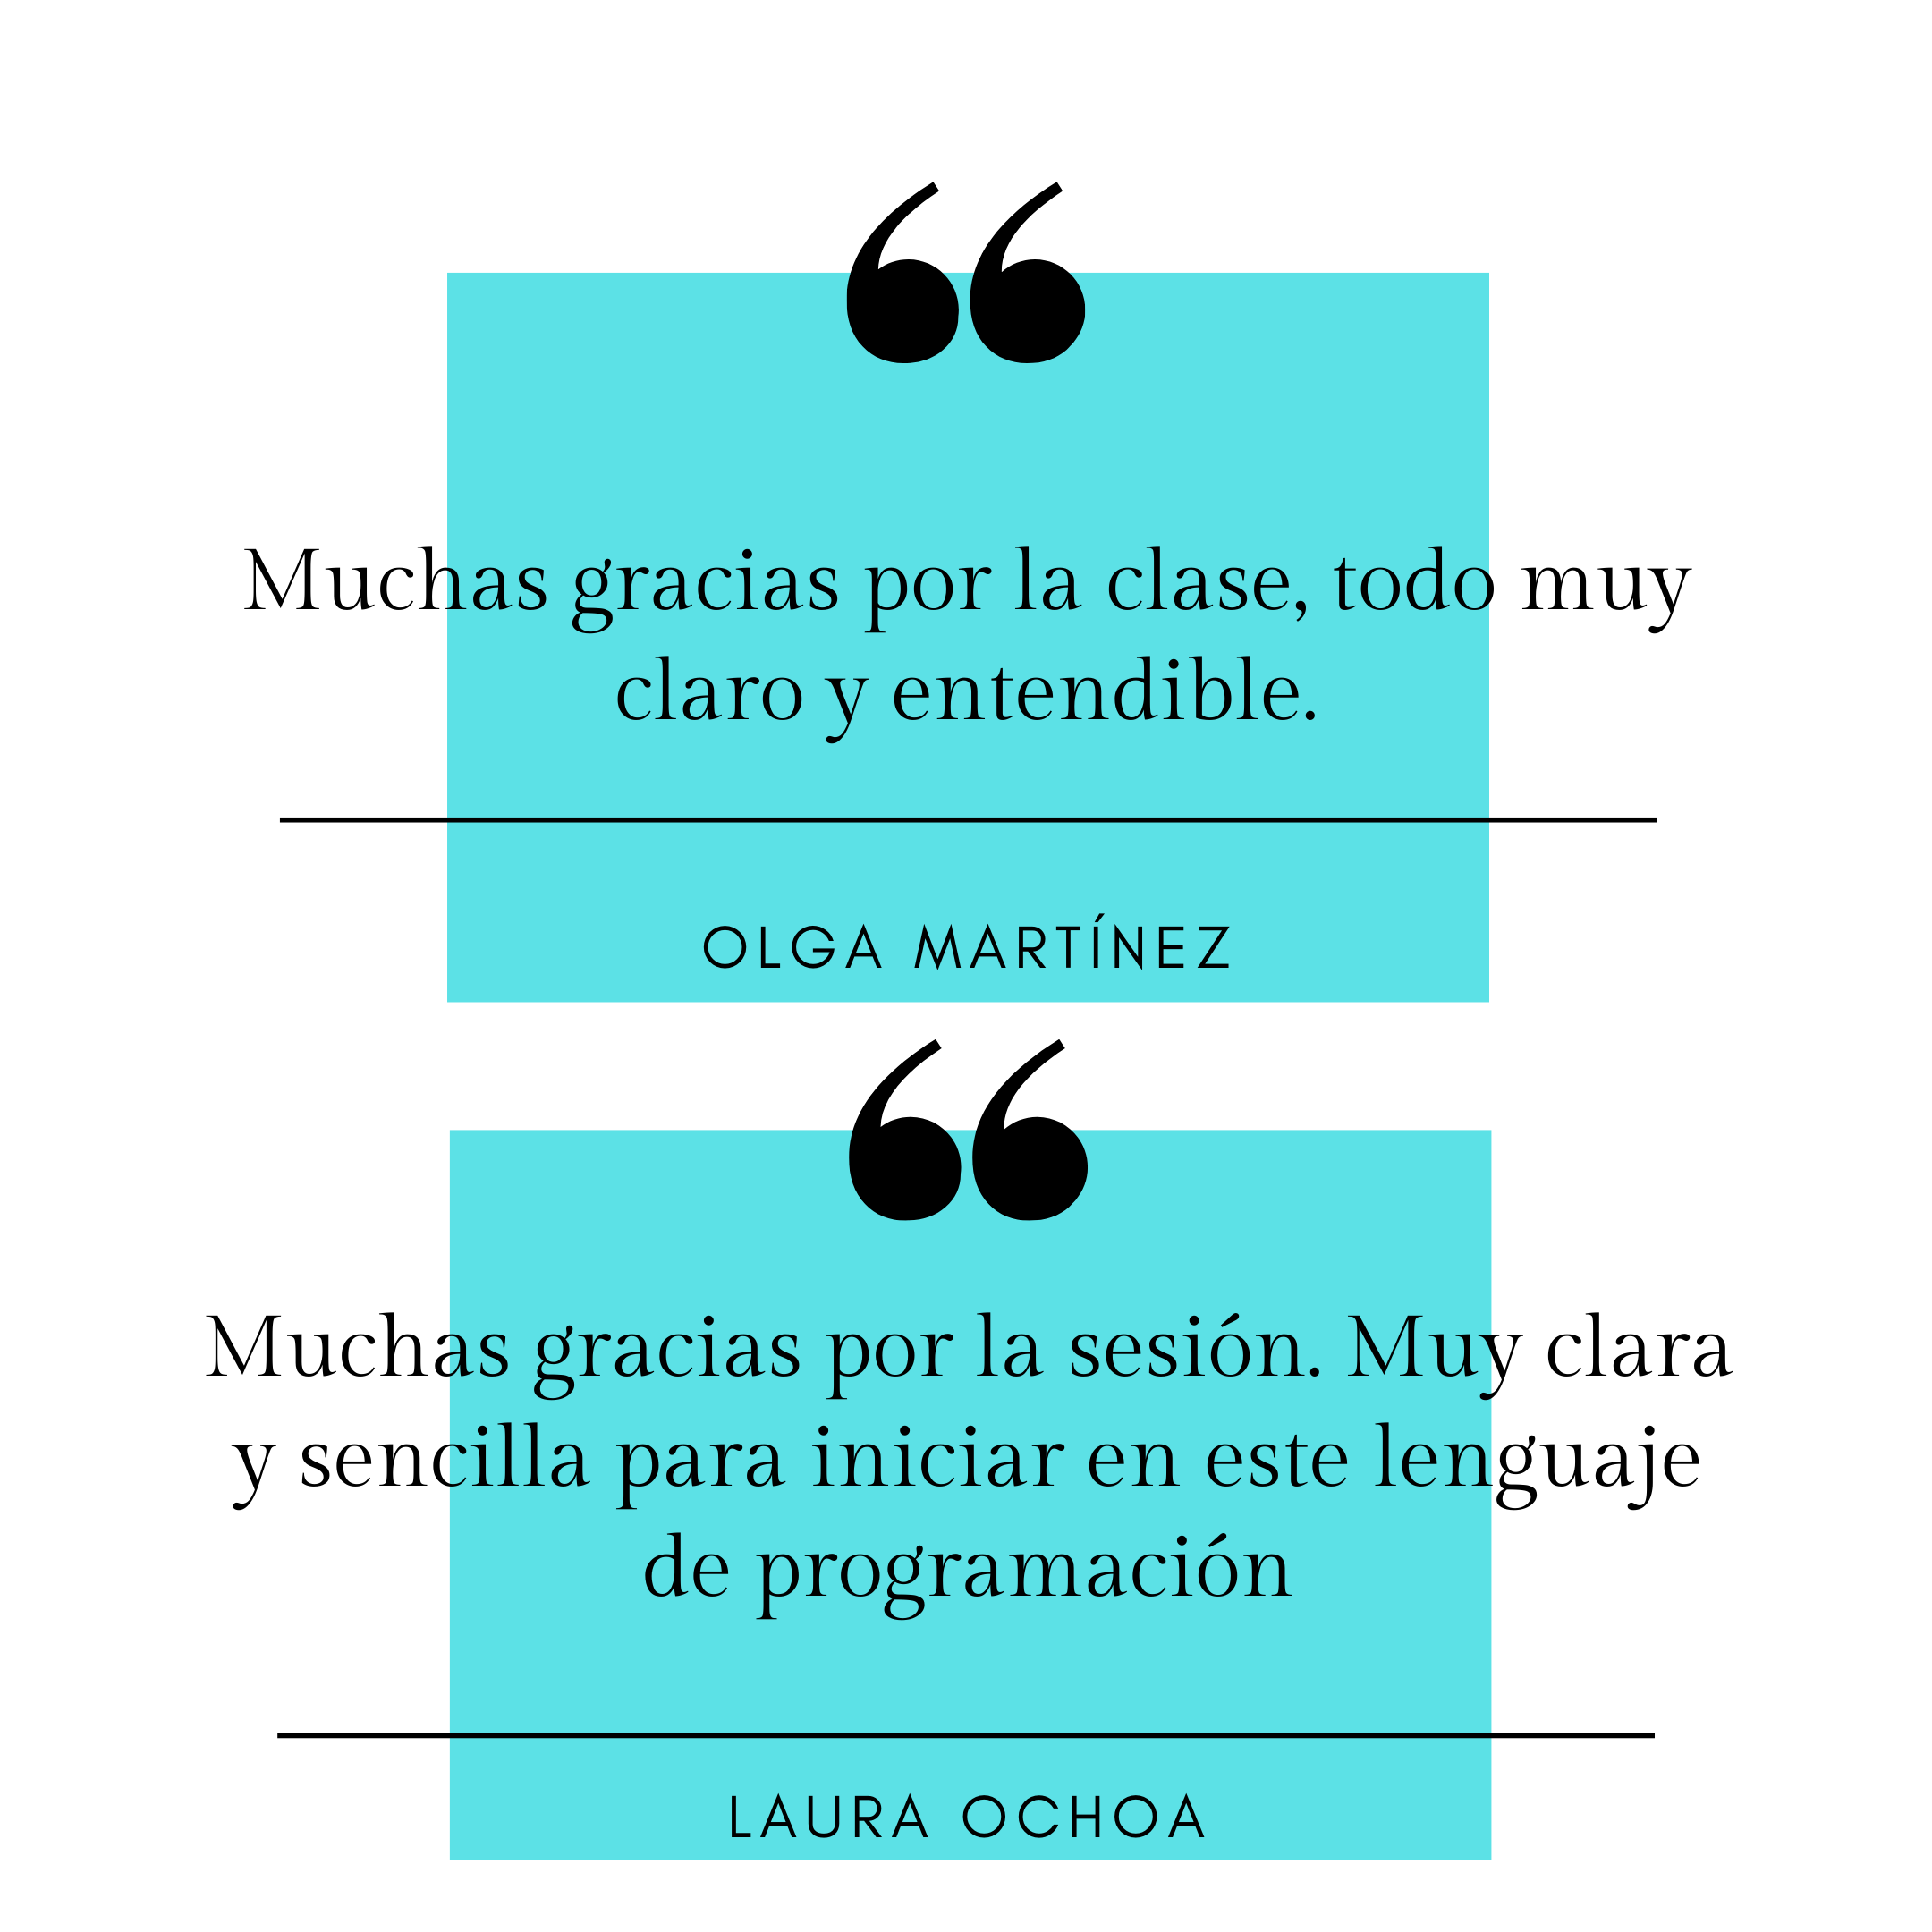 “
Muchas gracias por la clase, todo muy
claro y entendible.
OLGA MARTÍNEZ
“
Muchas gracias por la sesión. Muy clara
y sencilla para iniciar en este lenguaje
de programación
LAURA OCHOA